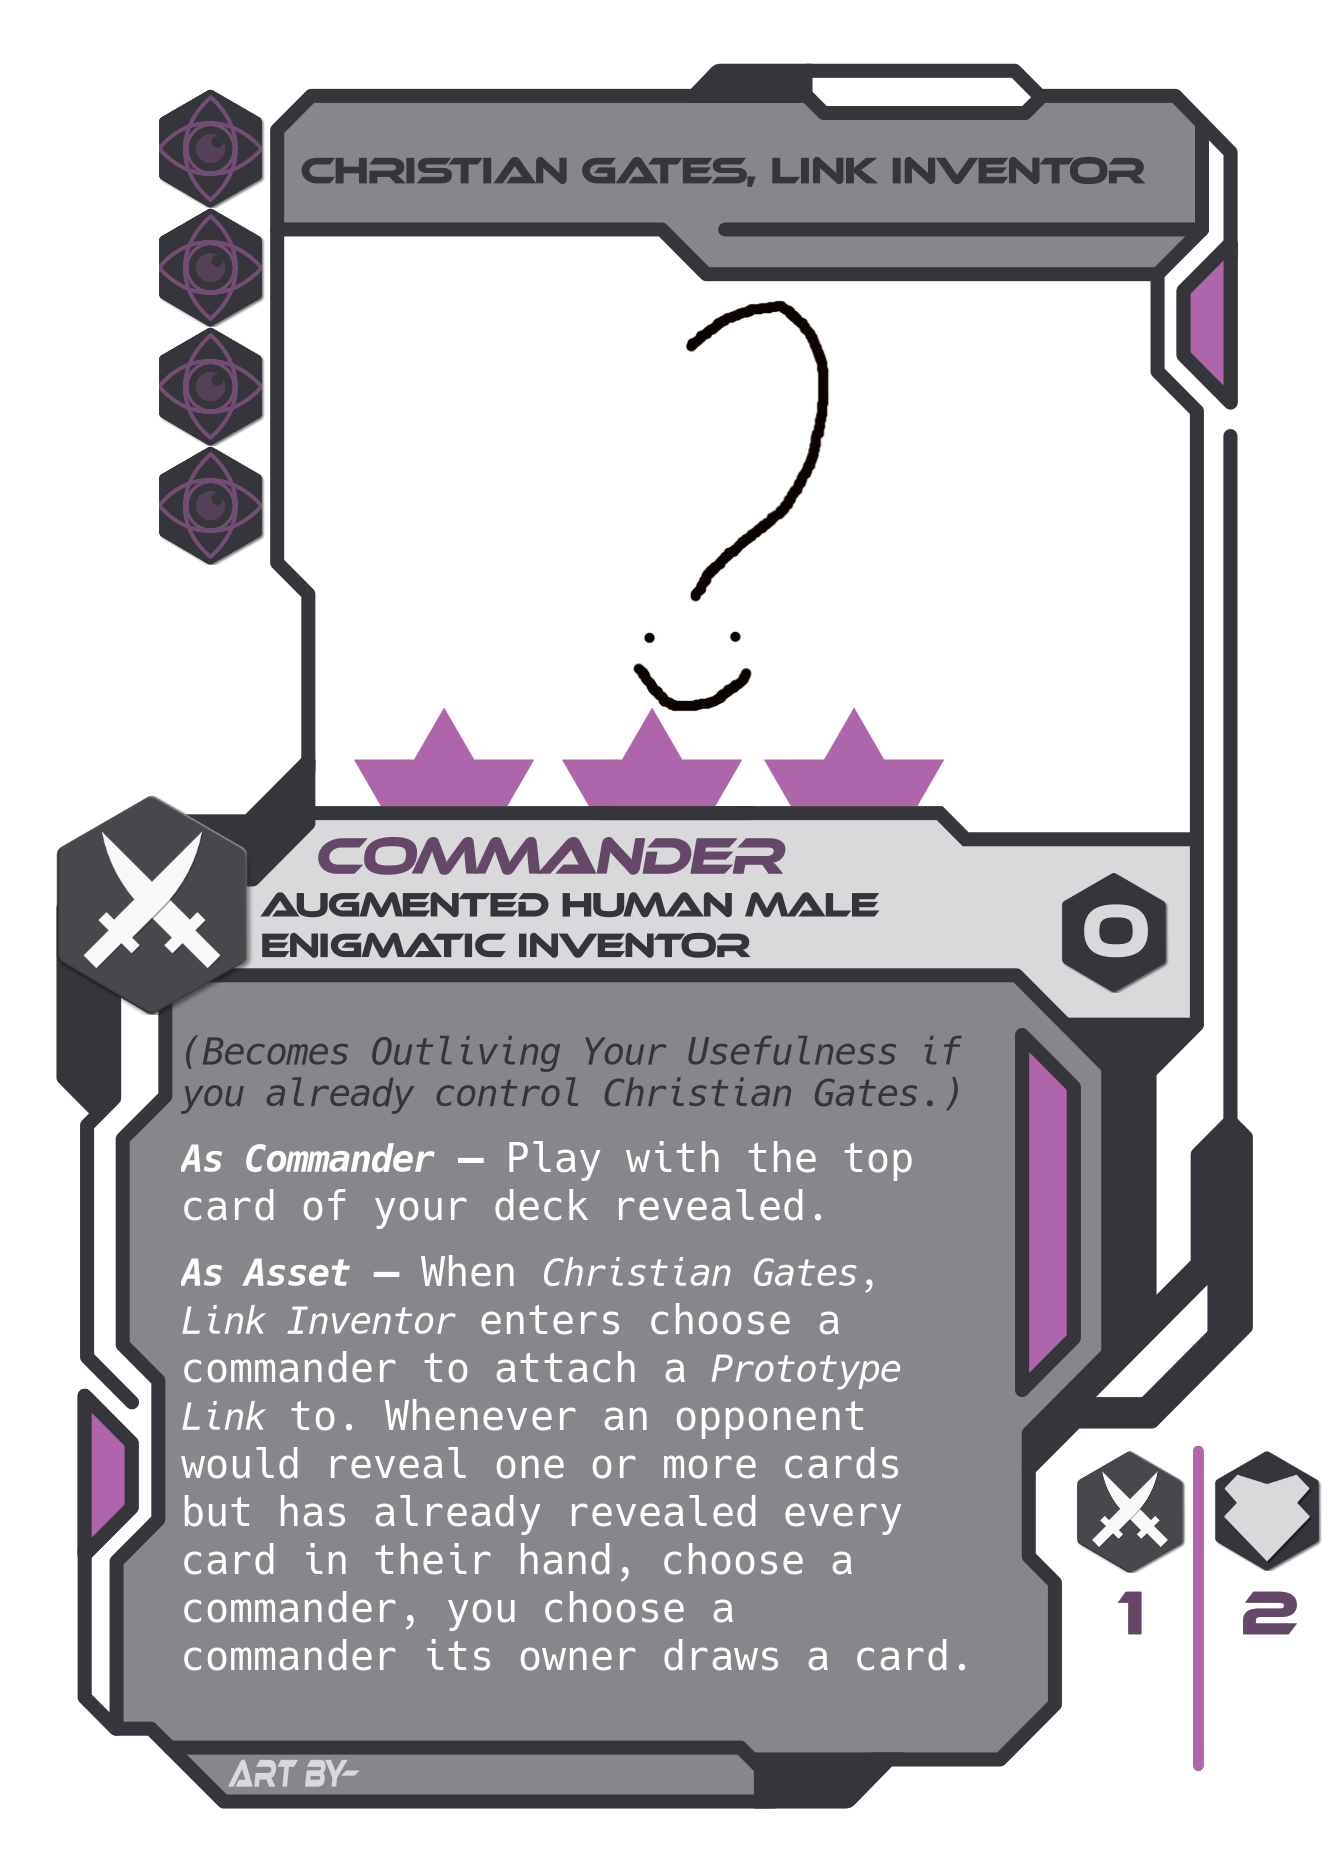 CHRISTIAN GATES, LINK INVENTOR
COMMANDER
AUGMENTED HUMAN MALE
ENIGMATIC INVENTOR
0
(Becomes Outliving Your Usefulness if
you already control Christian Gates.)
As Commander — Play with the top
card of your deck revealed.
As Asset — When Christian Gates,
Link Inventor enters choose a
commander to attach a Prototype
Link to. Whenever an opponent
would reveal one or more cards
but has already revealed every
card in their hand, choose a
commander, you choose a
commander its owner draws a card.
1
2
ART BY-